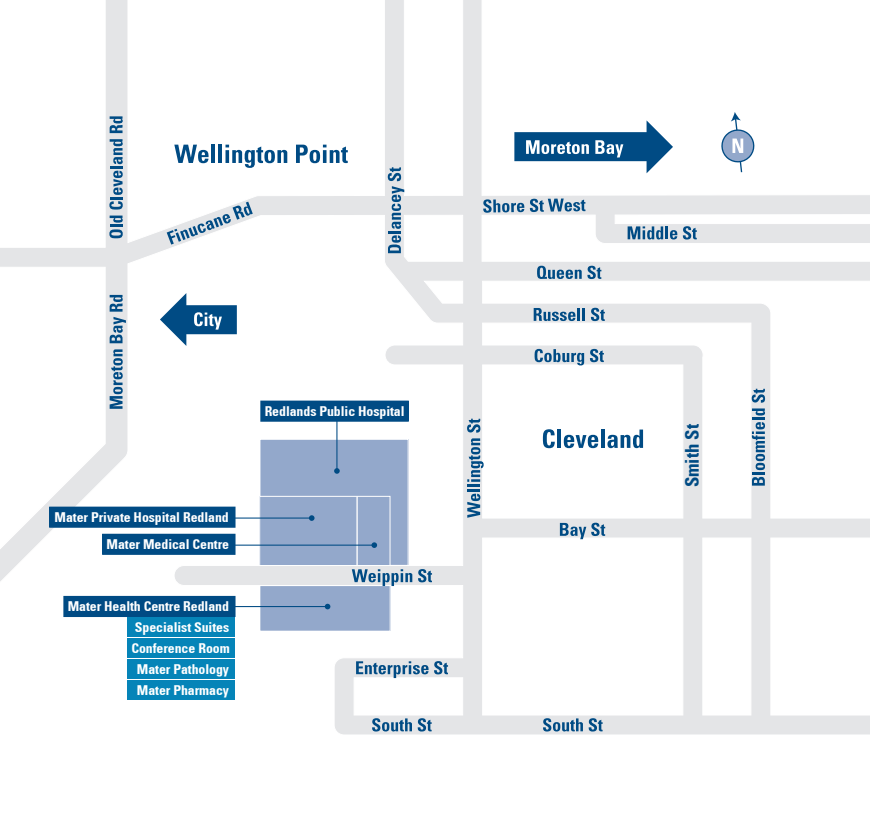 Old Cleveland Rd
Wellington Point
Moreton Bay
N
Delancey St
Finucane Rd
Shore St West
Middle St
Queen St
Moreton Bay Rd
City
Russell St
Coburg St
Redlands Public Hospital
Wellington St
Cleveland
Smith St
Bloomfield St
Mater Private Hospital Redland
Bay St
Mater Medical Centre
Weippin St
Mater Health Centre Redland
Specialist Suites
Conference Room
Mater Pathology
Mater Pharmacy
Enterprise St
South St
South St